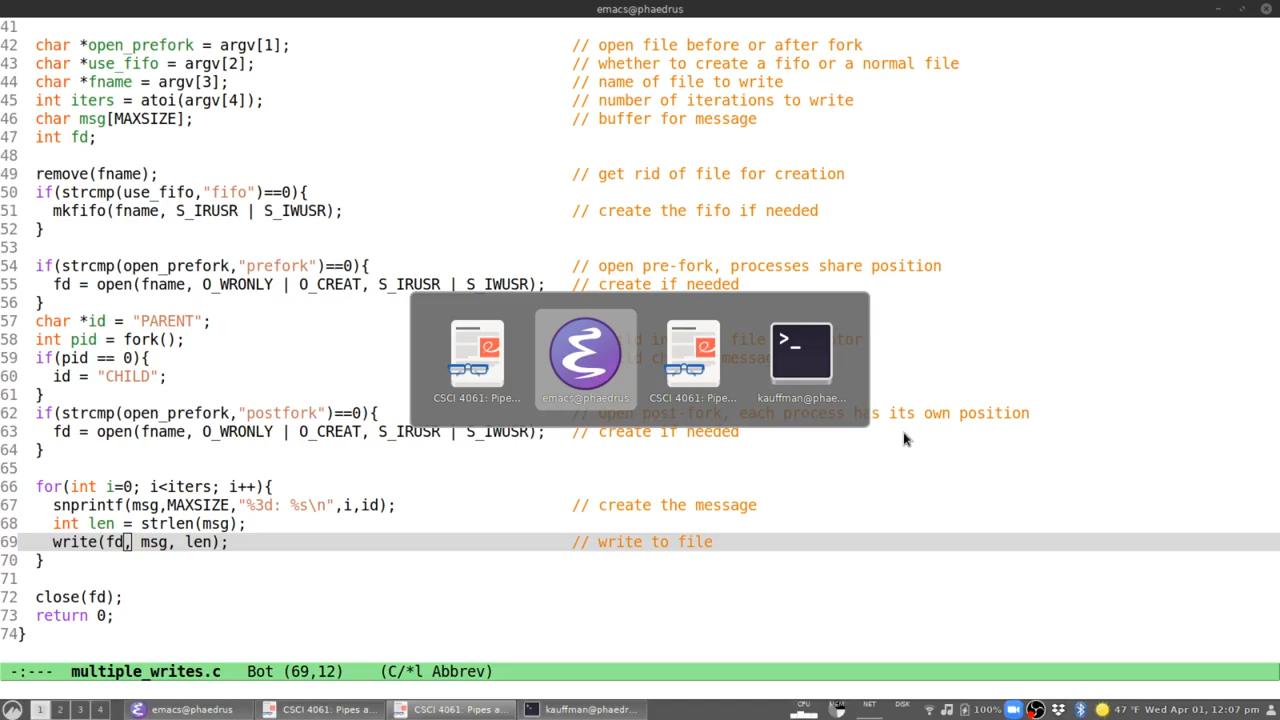 emacs@phaedrus
41
42 char *open_prefork = argv[1]; // open file before or after fork
43 char *use_fifo = argv[2]; // whether to create a fifo or a normal file
44 char *fname = argv[3]; // name of file to write
45 int iters = atoi(argv[4]); // number of iterations to write
46 char msg[MAXSIZE]; // buffer for message
47 int fd;
48
49 remove(fname); // get rid of file for creation
50 if(strcmp(use_fifo,"fifo")==0){
51 mkfifo(fname, S_IRUSR | S_IWUSR); // create the fifo if needed
52 }
53
54 if(strcmp(open_prefork,"prefork")==0){ // open pre-fork, processes share position
55 fd = open(fname, O_WRONLY | O_CREAT, S_IRUSR | S_IWUSR); // create if needed
56 }
57 char *id = "PARENT";
58 int pid = fork();
59 if(pid == 0){
60 id = "CHILD";
61 }
62 if(strcmp(open_prefork,"postfork")==0){ // open post-fork, each process has its own position
63 fd = open(fname, O_WRONLY | O_CREAT, S_IRUSR | S_IWUSR); // create if needed
64 }
65
66 for(int i=0; i<iters; i++){
67 snprintf(msg,MAXSIZE,"%3d: %s\n",i,id); // create the message
68 int len = strlen(msg);
69 write(fd, msg, len); // write to file
70 }
71
72 close(fd);
73 return 0;
74}
CSCI 4061: Pipe... emacs@phaedrus CSCI 4061: Pipe... kauffman@phae...
-:--- multiple_writes.c Bot (69,12) (C/*l Abbrev)
1 2 3 4 emacs@phaedrus CSCI 4061: Pipes a... CSCI 4061: Pipes a... kauffman@phaedr... CPU MEM NET DISK 100% 47 °F Wed Apr 01, 12:07 pm